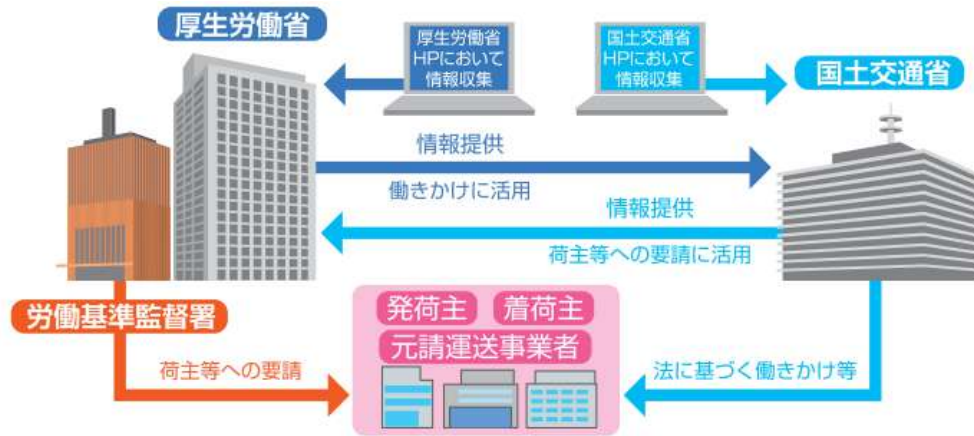 厚生労働省
厚生労働省
HPにおいて
情報収集
国土交通省
HPにおいて
情報収集
国土交通省
情報提供
働きかけに活用
情報提供
荷主等への要請に活用
労働基準監督署
発荷主
着荷主
元請運送事業者
荷主等への要請
法に基づく働きかけ等